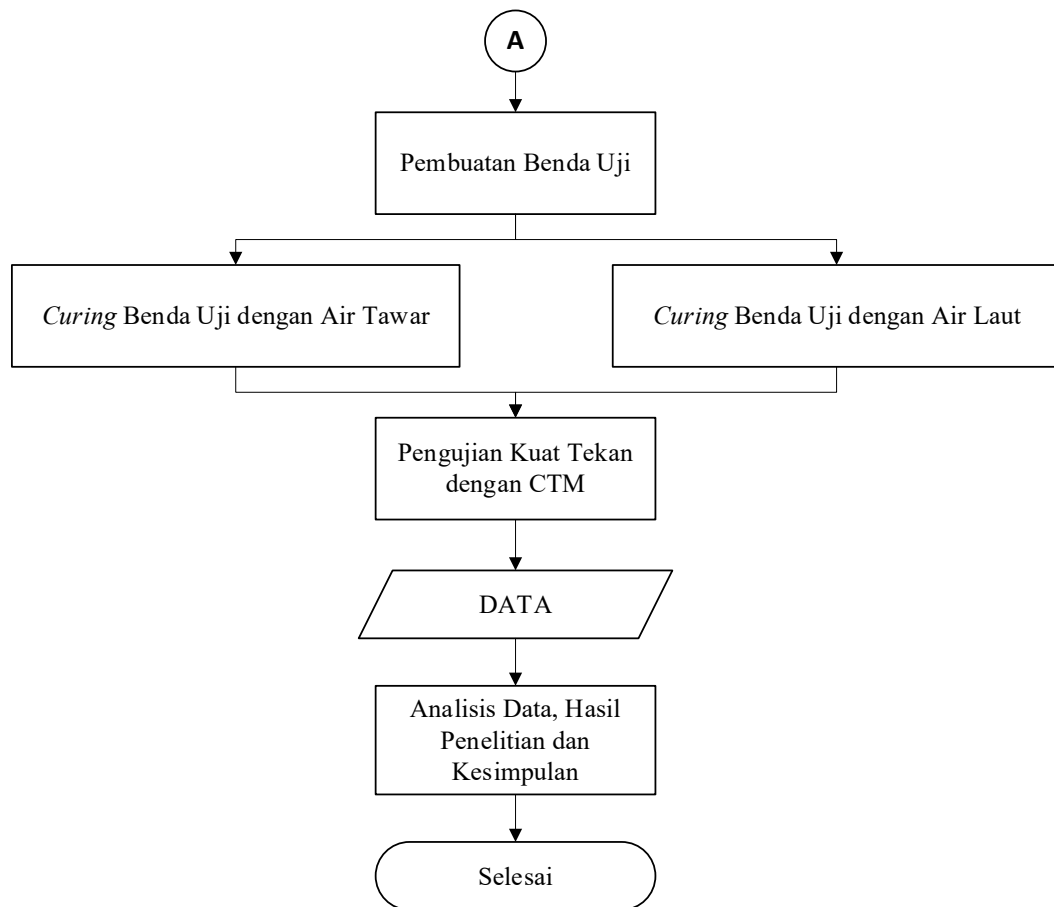 A
Pembuatan Benda Uji
Curing Benda Uji dengan Air Tawar
Curing Benda Uji dengan Air Laut
Pengujian Kuat Tekan
dengan CTM
DATA
Analisis Data, Hasil
Penelitian dan
Kesimpulan
Selesai